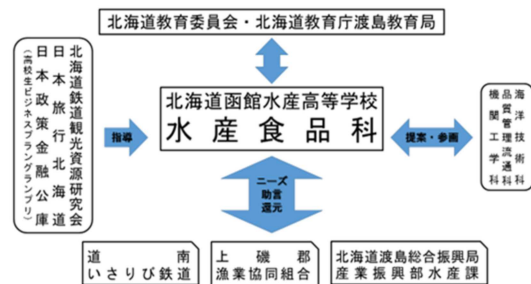 北海道教育委員会・北海道教育庁渡島教育局
北海道鉄道観光資源研究会
日本旅行北海道
日本政策金融公庫
(高校生ビジネスプラングランプリ)
指導
北海道函館水産高等学校
水産食品科
提案・参画
海洋技術科
品質管理流通科
機関工学科
ニーズ
助言
還元
道南
いさりび鉄道
上磯郡
漁業協同組合
北海道渡島総合振興局
産業振興部水産課